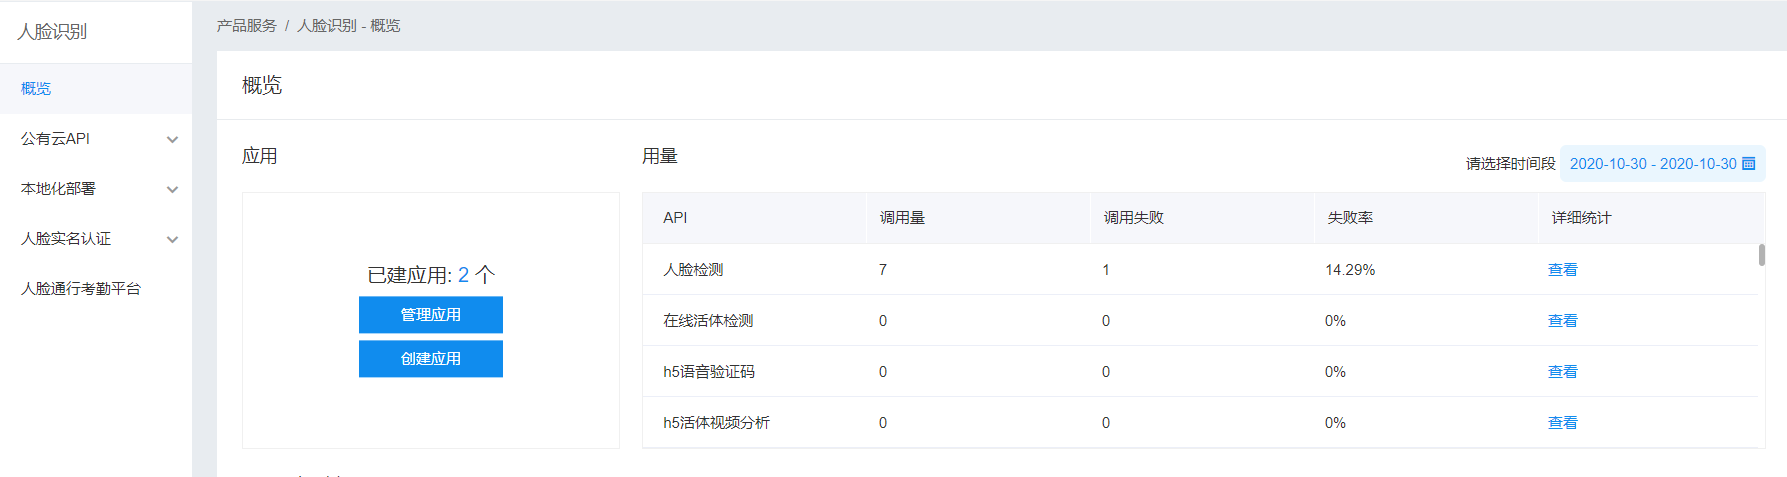 人脸识别
产品服务 / 人脸识别 - 概览
概览
概览
公有云API
本地化部署
人脸实名认证
人脸通行考勤平台
应用
已建应用: 2 个
管理应用
创建应用
用量
请选择时间段 2020-10-30 - 2020-10-30
API 调用量 调用失败 失败率 详细统计
人脸检测 7 1 14.29% 查看
在线活体检测 0 0 0% 查看
h5语音验证码 0 0 0% 查看
h5活体视频分析 0 0 0% 查看